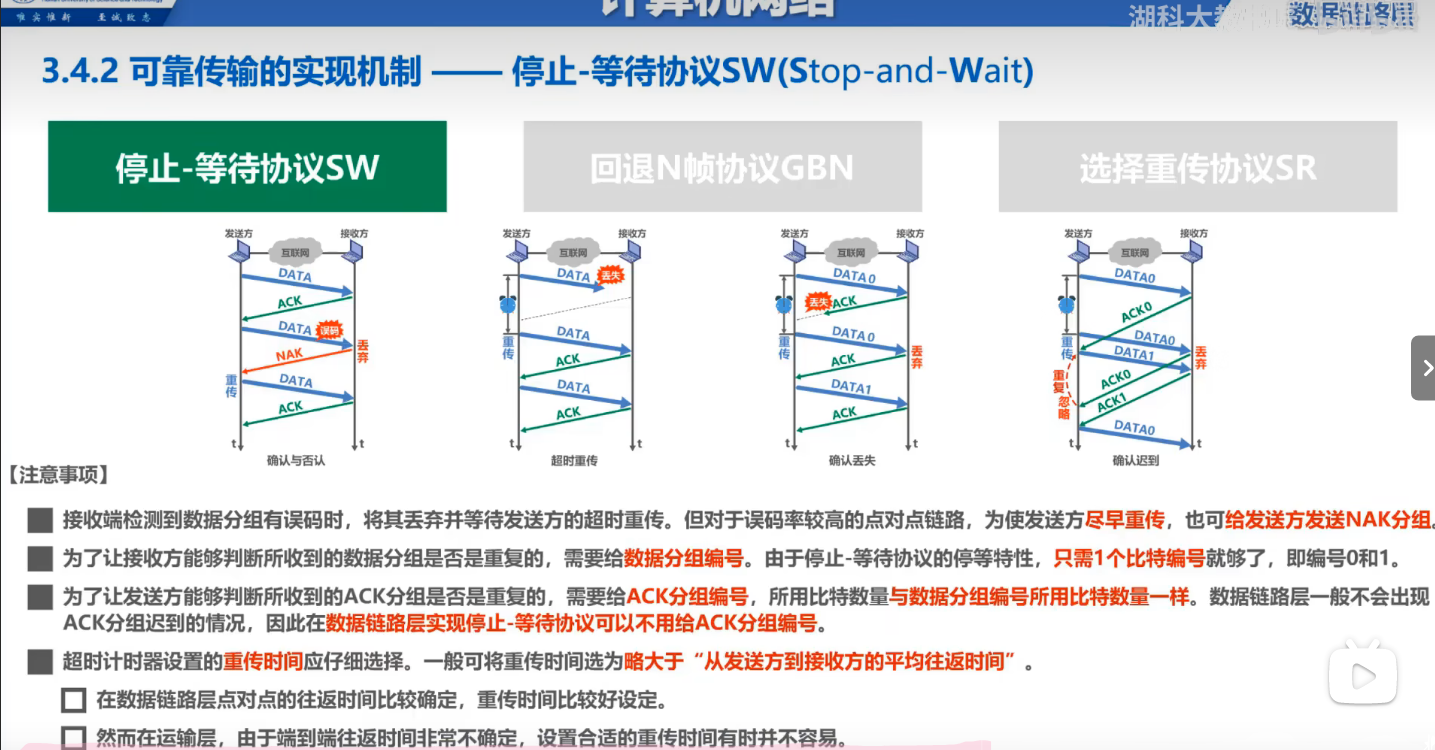 唯实惟新 至诚致志
计算机网络
数据链路层
3.4.2 可靠传输的实现机制 —— 停止-等待协议SW(Stop-and-Wait)
停止-等待协议SW
回退N帧协议GBN
选择重传协议SR
发送方 接收方
互联网
DATA
ACK
DATA 误码
丢弃
NAK
重传
DATA
ACK
t t
确认与否认
发送方 接收方
互联网
DATA 丢失
重传
DATA
ACK
DATA
ACK
t t
超时重传
发送方 接收方
互联网
DATA 0
丢失 ACK
重传
DATA 0
丢弃
ACK
DATA1
ACK
t t
确认丢失
发送方 接收方
互联网
DATA0
ACK0
重传
DATA0
DATA1
丢弃
重复 忽略
ACK0
ACK1
DATA0
t t
确认迟到
【注意事项】
接收端检测到数据分组有误码时，将其丢弃并等待发送方的超时重传。但对于误码率较高的点对点链路，为使发送方尽早重传，也可给发送方发送NAK分组。
为了让接收方能够判断所收到的数据分组是否是重复的，需要给数据分组编号。由于停止-等待协议的停等特性，只需1个比特编号就够了，即编号0和1。
为了让发送方能够判断所收到的ACK分组是否是重复的，需要给ACK分组编号，所用比特数量与数据分组编号所用比特数量一样。数据链路层一般不会出现
ACK分组迟到的情况，因此在数据链路层实现停止-等待协议可以不用给ACK分组编号。
超时计时器设置的重传时间应仔细选择。一般可将重传时间选为略大于“从发送方到接收方的平均往返时间”。
在数据链路层点对点的往返时间比较确定，重传时间比较好设定。
然而在运输层，由于端到端往返时间非常不确定，设置合适的重传时间有时并不容易。